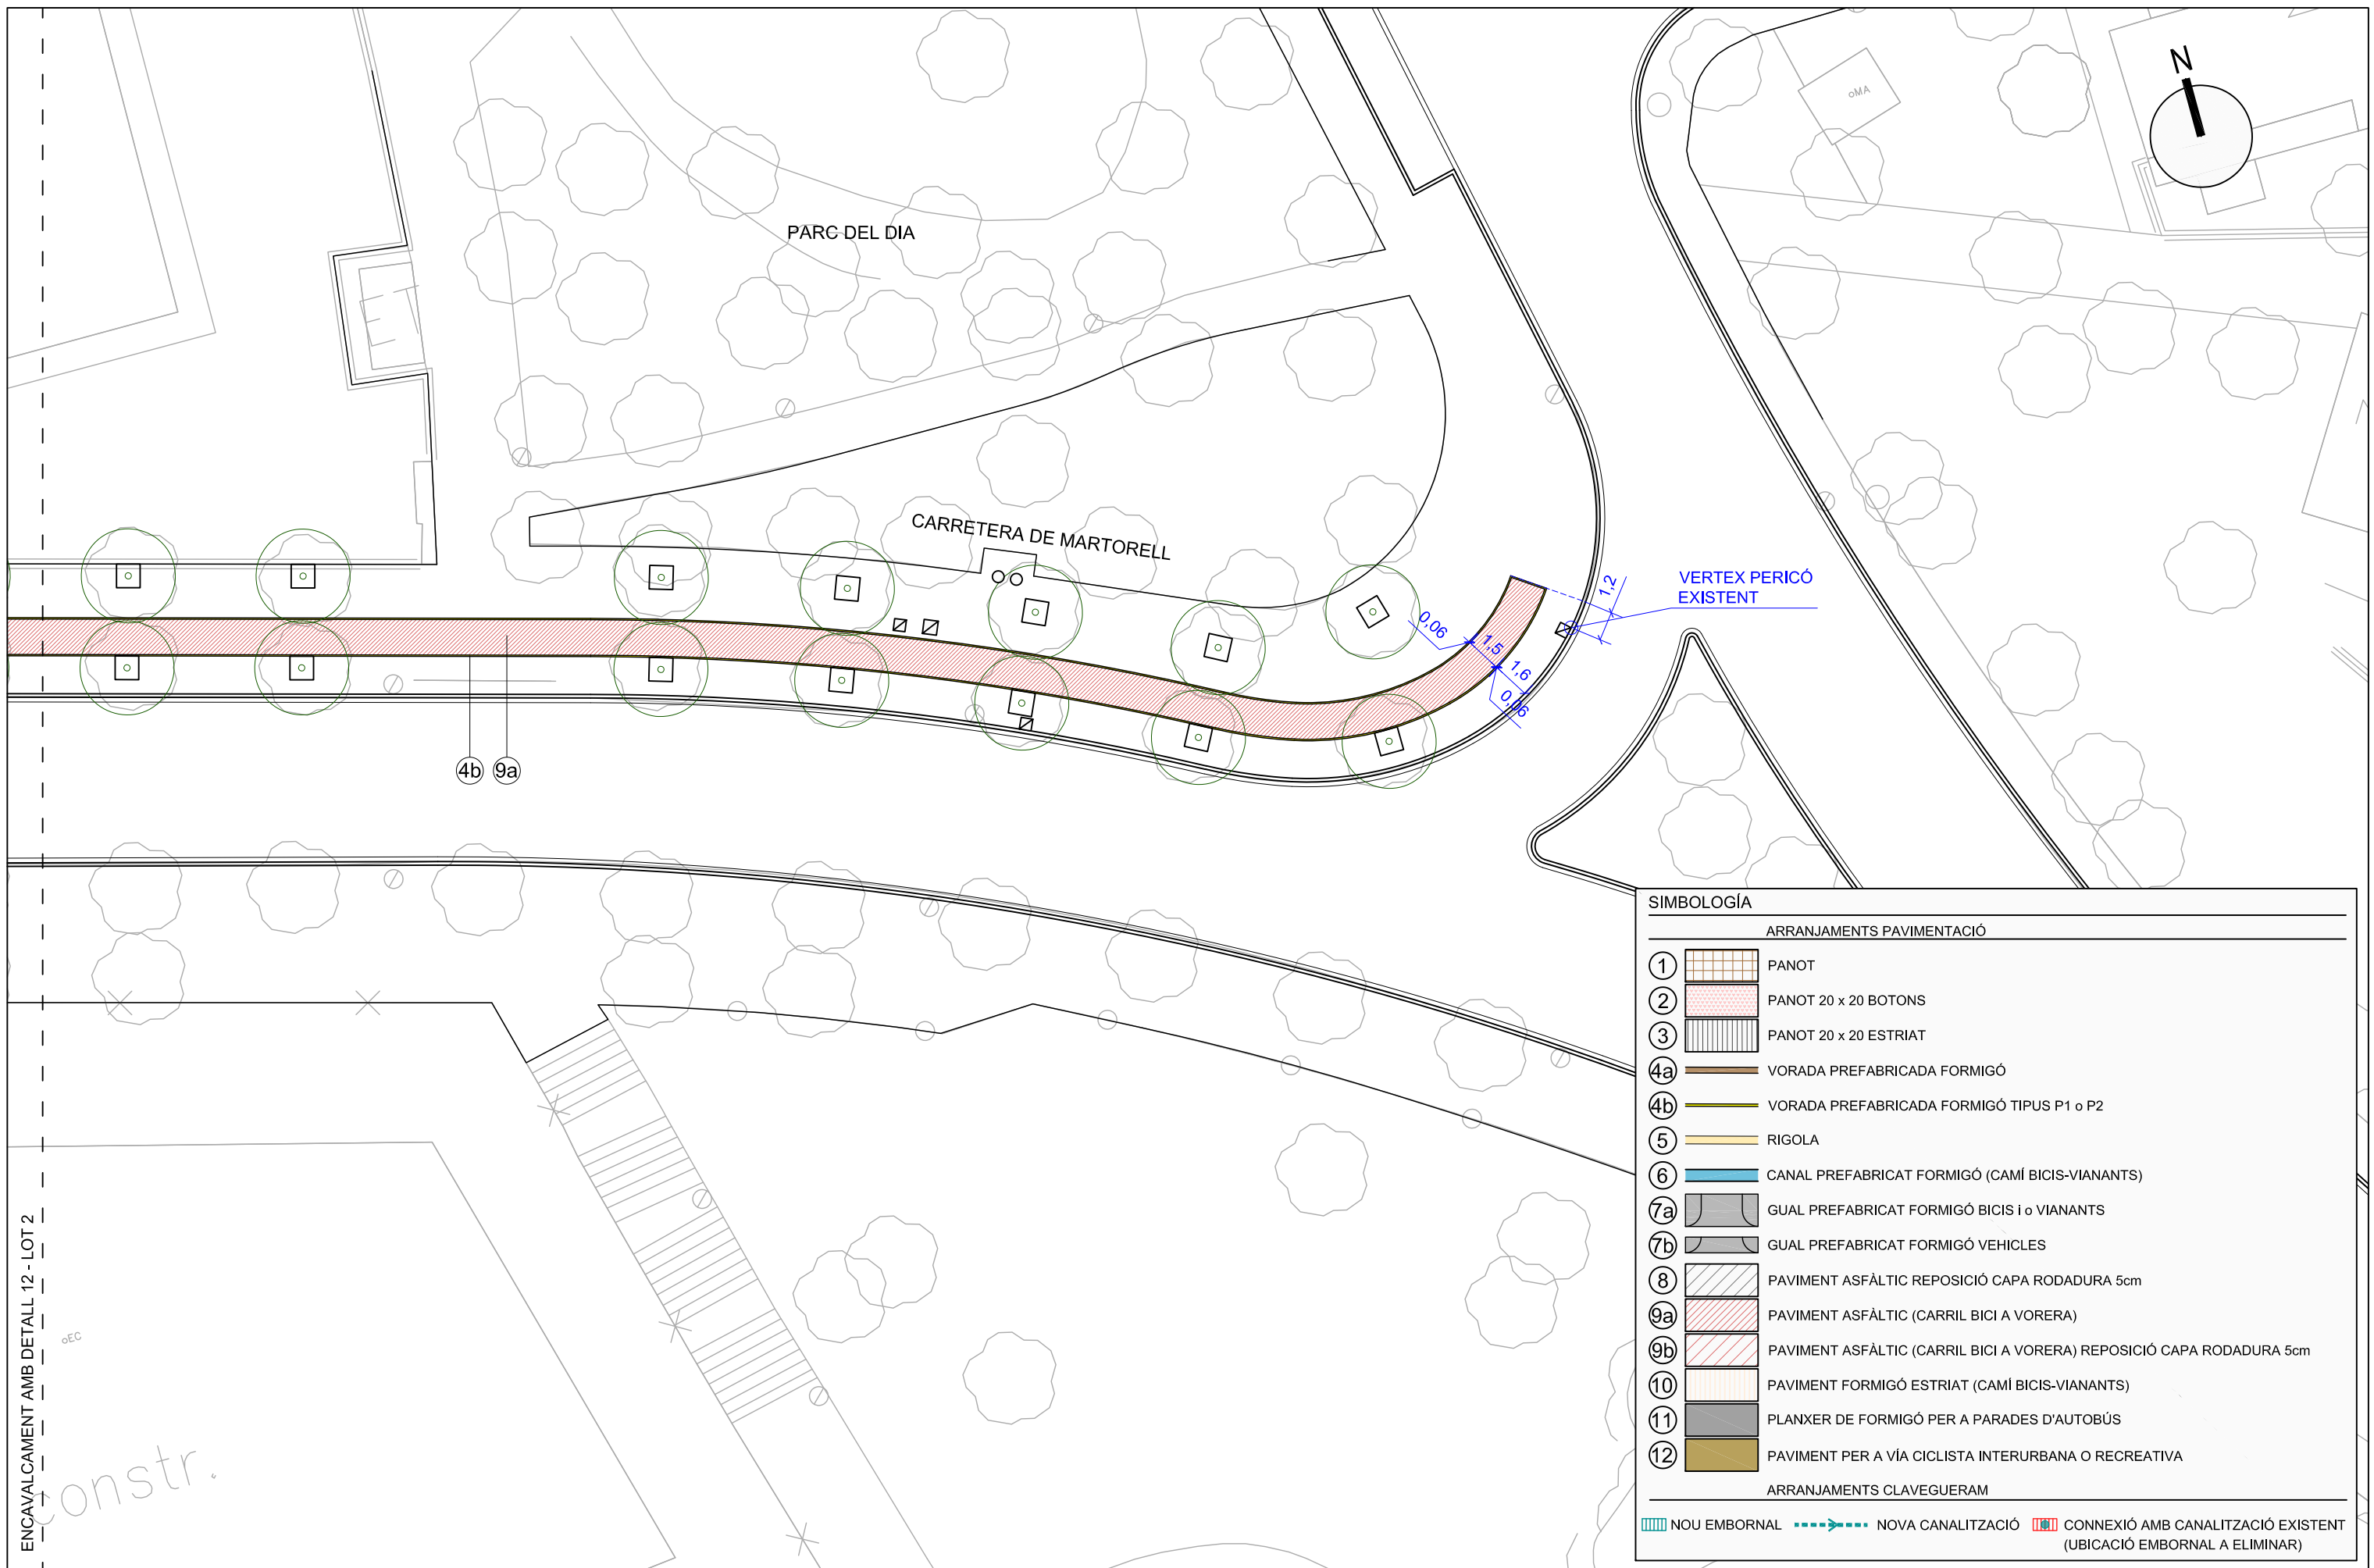 N
oMA
PARC DEL DIA
CARRETERA DE MARTORELL
VERTEX PERICÓ
EXISTENT
1,2
0,06
1,5
1,6
0,06
4b
9a
ENCAVALCAMENT AMB DETALL 12 - LOT 2
oEC
constr.
SIMBOLOGÍA
ARRANJAMENTS PAVIMENTACIÓ
1 PANOT
2 PANOT 20 x 20 BOTONS
3 PANOT 20 x 20 ESTRIAT
4a VORADA PREFABRICADA FORMIGÓ
4b VORADA PREFABRICADA FORMIGÓ TIPUS P1 o P2
5 RIGOLA
6 CANAL PREFABRICAT FORMIGÓ (CAMÍ BICIS-VIANANTS)
7a GUAL PREFABRICAT FORMIGÓ BICIS i o VIANANTS
7b GUAL PREFABRICAT FORMIGÓ VEHICLES
8 PAVIMENT ASFÀLTIC REPOSICIÓ CAPA RODADURA 5cm
9a PAVIMENT ASFÀLTIC (CARRIL BICI A VORERA)
9b PAVIMENT ASFÀLTIC (CARRIL BICI A VORERA) REPOSICIÓ CAPA RODADURA 5cm
10 PAVIMENT FORMIGÓ ESTRIAT (CAMÍ BICIS-VIANANTS)
11 PLANXER DE FORMIGÓ PER A PARADES D'AUTOBÚS
12 PAVIMENT PER A VÍA CICLISTA INTERURBANA O RECREATIVA
ARRANJAMENTS CLAVEGUERAM
NOU EMBORNAL NOVA CANALITZACIÓ CONNEXIÓ AMB CANALITZACIÓ EXISTENT
(UBICACIÓ EMBORNAL A ELIMINAR)